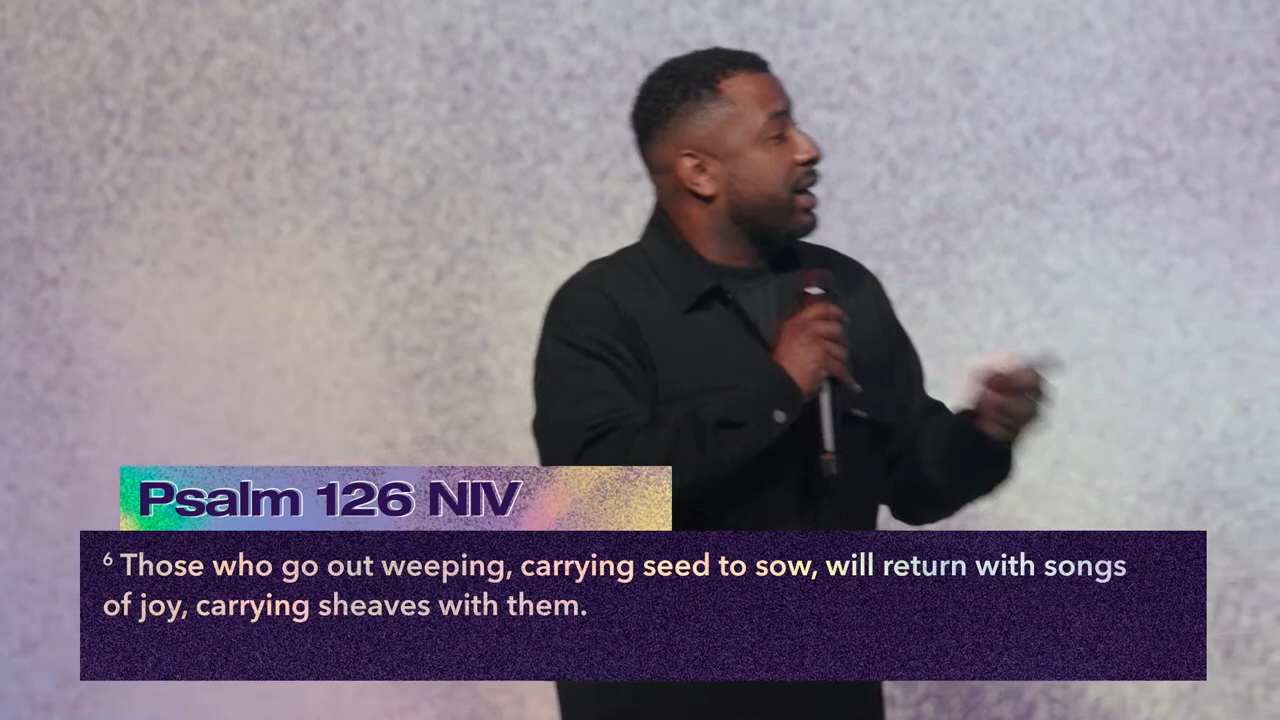 Psalm 126 NIV
6 Those who go out weeping, carrying seed to sow, will return with songs
of joy, carrying sheaves with them.